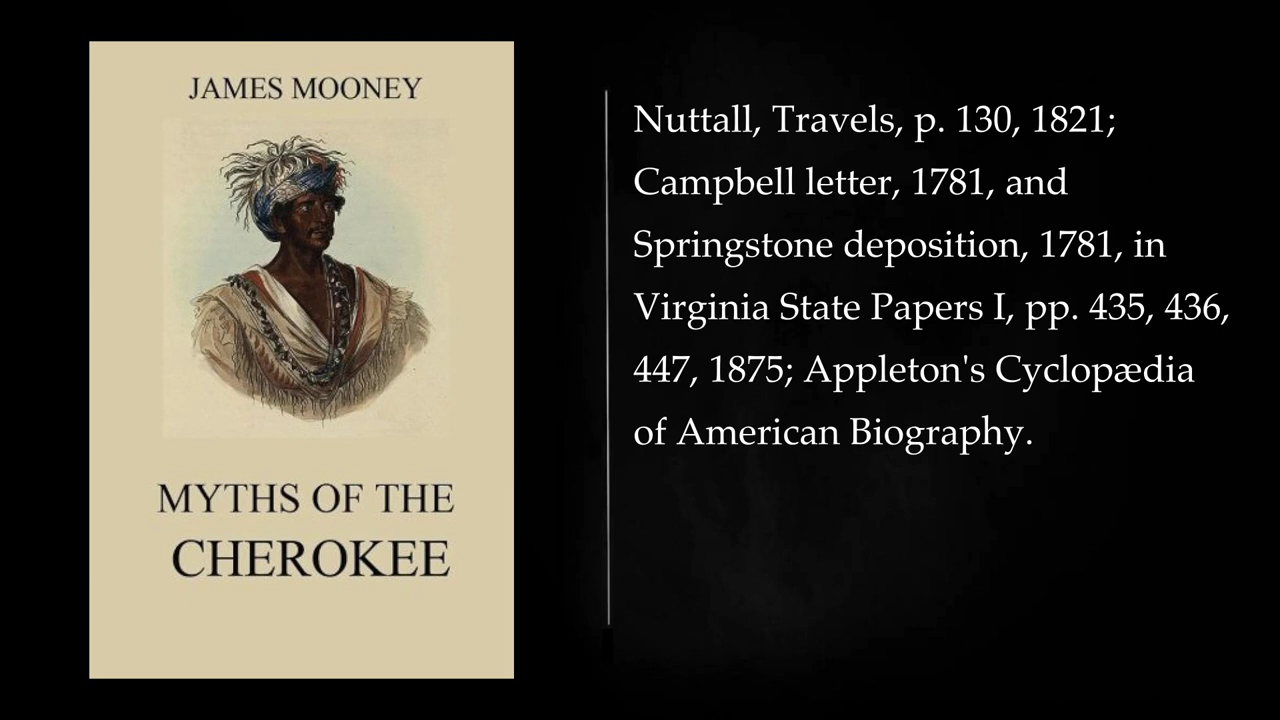 JAMES MOONEY
MYTHS OF THE
CHEROKEE
Nuttall, Travels, p. 130, 1821;
Campbell letter, 1781, and
Springstone deposition, 1781, in
Virginia State Papers I, pp. 435, 436,
447, 1875; Appleton's Cyclopædia
of American Biography.